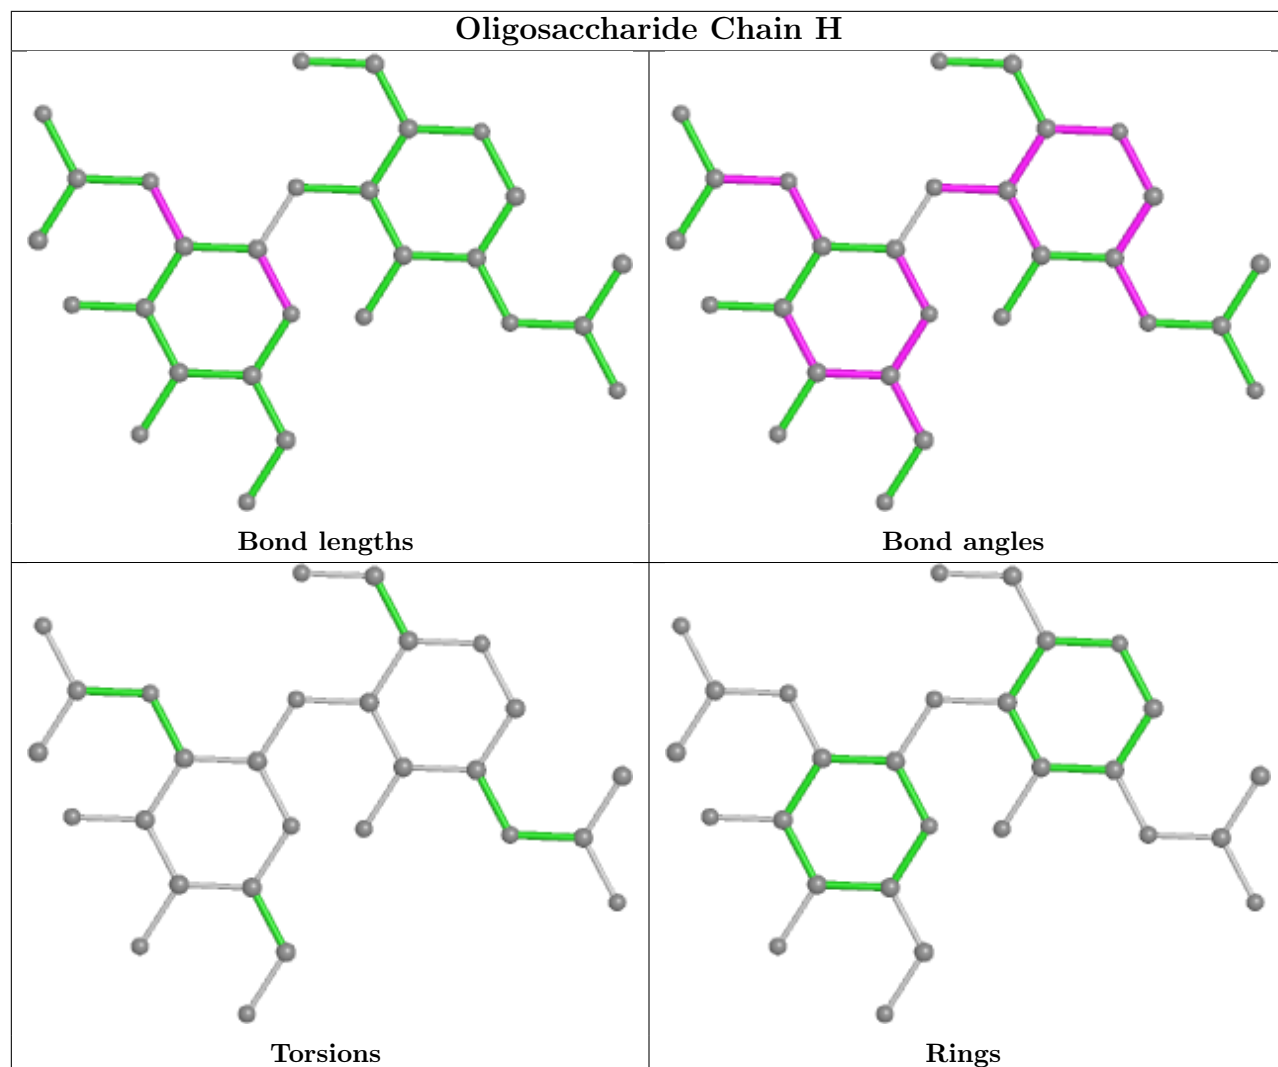 Oligosaccharide Chain H
Bond lengths
Bond angles
Torsions
Rings